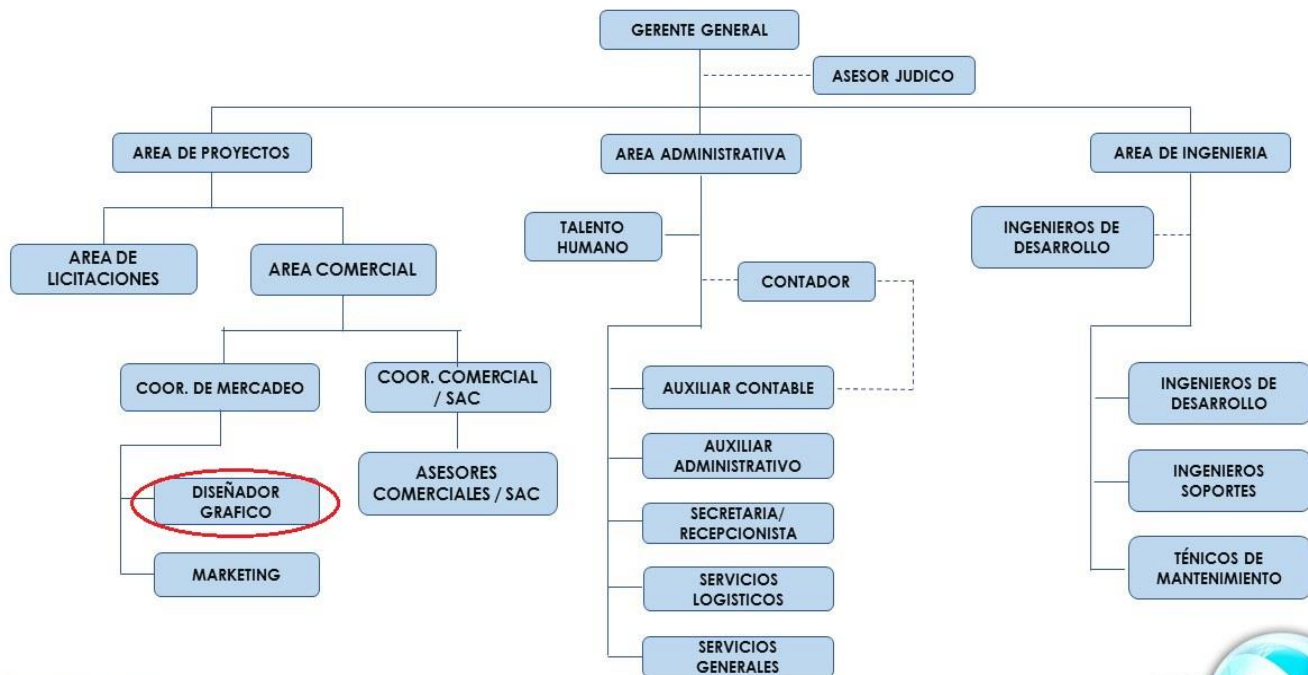 GERENTE GENERAL
ASESOR JUDICO
AREA DE PROYECTOS
AREA ADMINISTRATIVA
AREA DE INGENIERIA
AREA DE
LICITACIONES
AREA COMERCIAL
TALENTO
HUMANO
CONTADOR
INGENIEROS DE
DESARROLLO
COOR. DE MERCADEO
COOR. COMERCIAL
/ SAC
DISEÑADOR
GRAFICO
MARKETING
ASESORES
COMERCIALES / SAC
AUXILIAR CONTABLE
AUXILIAR
ADMINISTRATIVO
SECRETARIA/
RECEPCIONISTA
SERVICIOS
LOGISTICOS
SERVICIOS
GENERALES
INGENIEROS DE
DESARROLLO
INGENIEROS
SOPORTES
TÉNICOS DE
MANTENIMIENTO